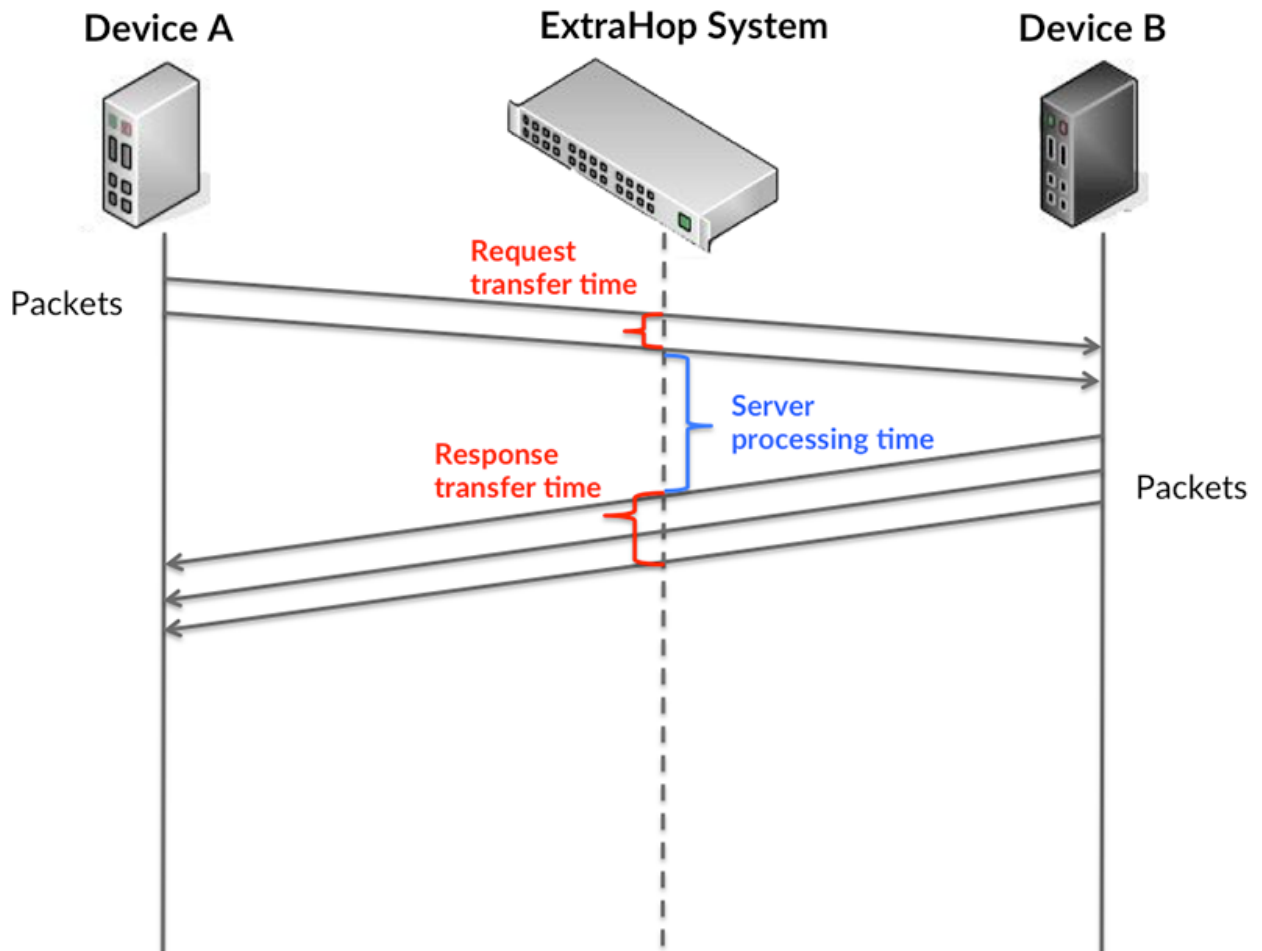 Device A
ExtraHop System
Device B
Request
transfer time
Packets
Server
processing time
Response
transfer time
Packets